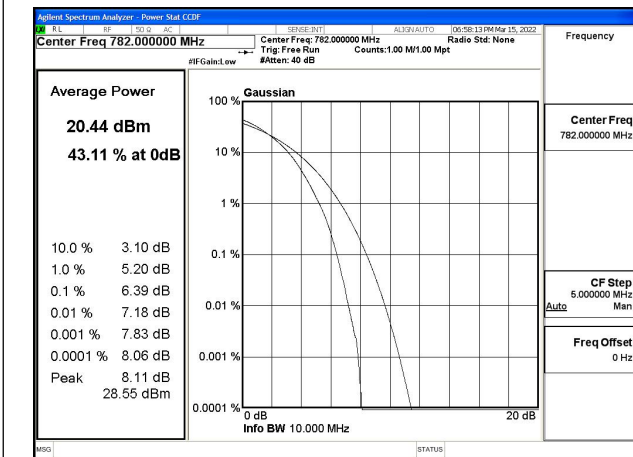 Agilent Spectrum Analyzer - Power Stat CCDF
RL RF 50 Ω AC SENSE:INT ALIGN AUTO 06:58:13 PM Mar 15, 2022
Center Freq 782.000000 MHz
Center Freq: 782.000000 MHz Radio Std: None
Trig: Free Run Counts:1.00 M/1.00 Mpt
#IFGain:Low #Atten: 40 dB
Frequency
Average Power
20.44 dBm
43.11 % at 0dB
10.0 % 3.10 dB
1.0 % 5.20 dB
0.1 % 6.39 dB
0.01 % 7.18 dB
0.001 % 7.83 dB
0.0001 % 8.06 dB
Peak 8.11 dB
28.55 dBm
Gaussian
100 %
10 %
1 %
0.1 %
0.01 %
0.001 %
0.0001 %
0 dB 20 dB
Info BW 10.000 MHz
Center Freq
782.000000 MHz
CF Step
5.000000 MHz
Auto Man
Freq Offset
0 Hz
MSG STATUS